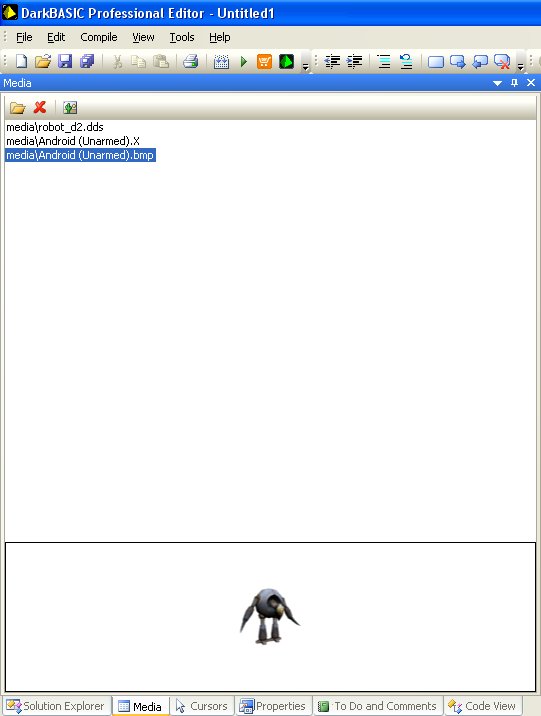 DarkBASIC Professional Editor - Untitled1
File Edit Compile View Tools Help
Media
media\robot_d2.dds
media\Android (Unarmed).X
media\Android (Unarmed).bmp
Solution Explorer Media Cursors Properties To Do and Comments Code View